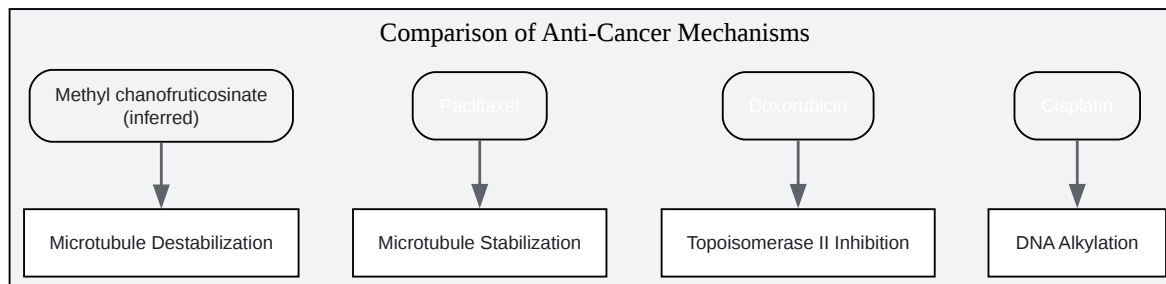 Comparison of Anti-Cancer Mechanisms
Methyl chanofruticosinate
(inferred)
Paclitaxel
Doxorubicin
Cisplatin
Microtubule Destabilization
Microtubule Stabilization
Topoisomerase II Inhibition
DNA Alkylation